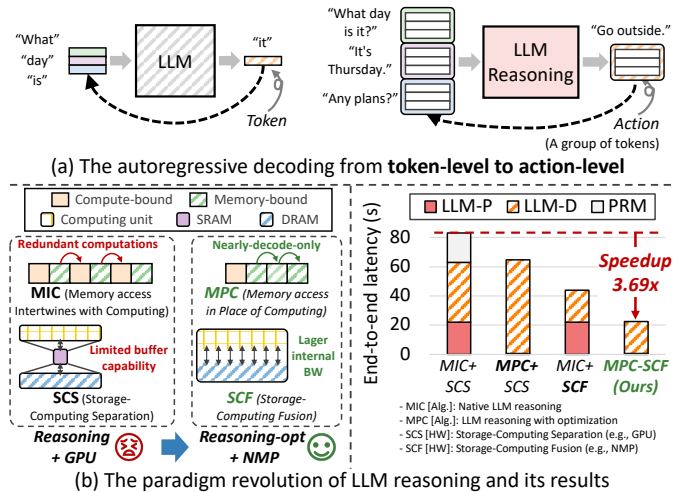 "What"
"day"
"is"
LLM
"it"
Token
"What day
is it?"
"It's
Thursday."
"Any plans?"
LLM
Reasoning
"Go outside."
Action
(A group of tokens)
(a) The autoregressive decoding from token-level to action-level
Compute-bound
Memory-bound
Computing unit
SRAM
DRAM
Redundant computations
MIC (Memory access
Intertwines with Computing)
Limited buffer
capability
SCS (Storage-
Computing Separation)
Reasoning
+ GPU
Nearly-decode-only
MPC (Memory access
in Place of Computing)
Lager
internal
BW
SCF (Storage-
Computing Fusion)
Reasoning-opt
+ NMP
LLM-P
LLM-D
PRM
End-to-end latency (s)
80
60
40
20
0
Speedup
3.69x
MIC+
SCS
MPC+
SCS
MIC+
SCF
MPC-SCF
(Ours)
- MIC [Alg.]: Native LLM reasoning
- MPC [Alg.]: LLM reasoning with optimization
- SCS [HW]: Storage-Computing Separation (e.g., GPU)
- SCF [HW]: Storage-Computing Fusion (e.g., NMP)
(b) The paradigm revolution of LLM reasoning and its results